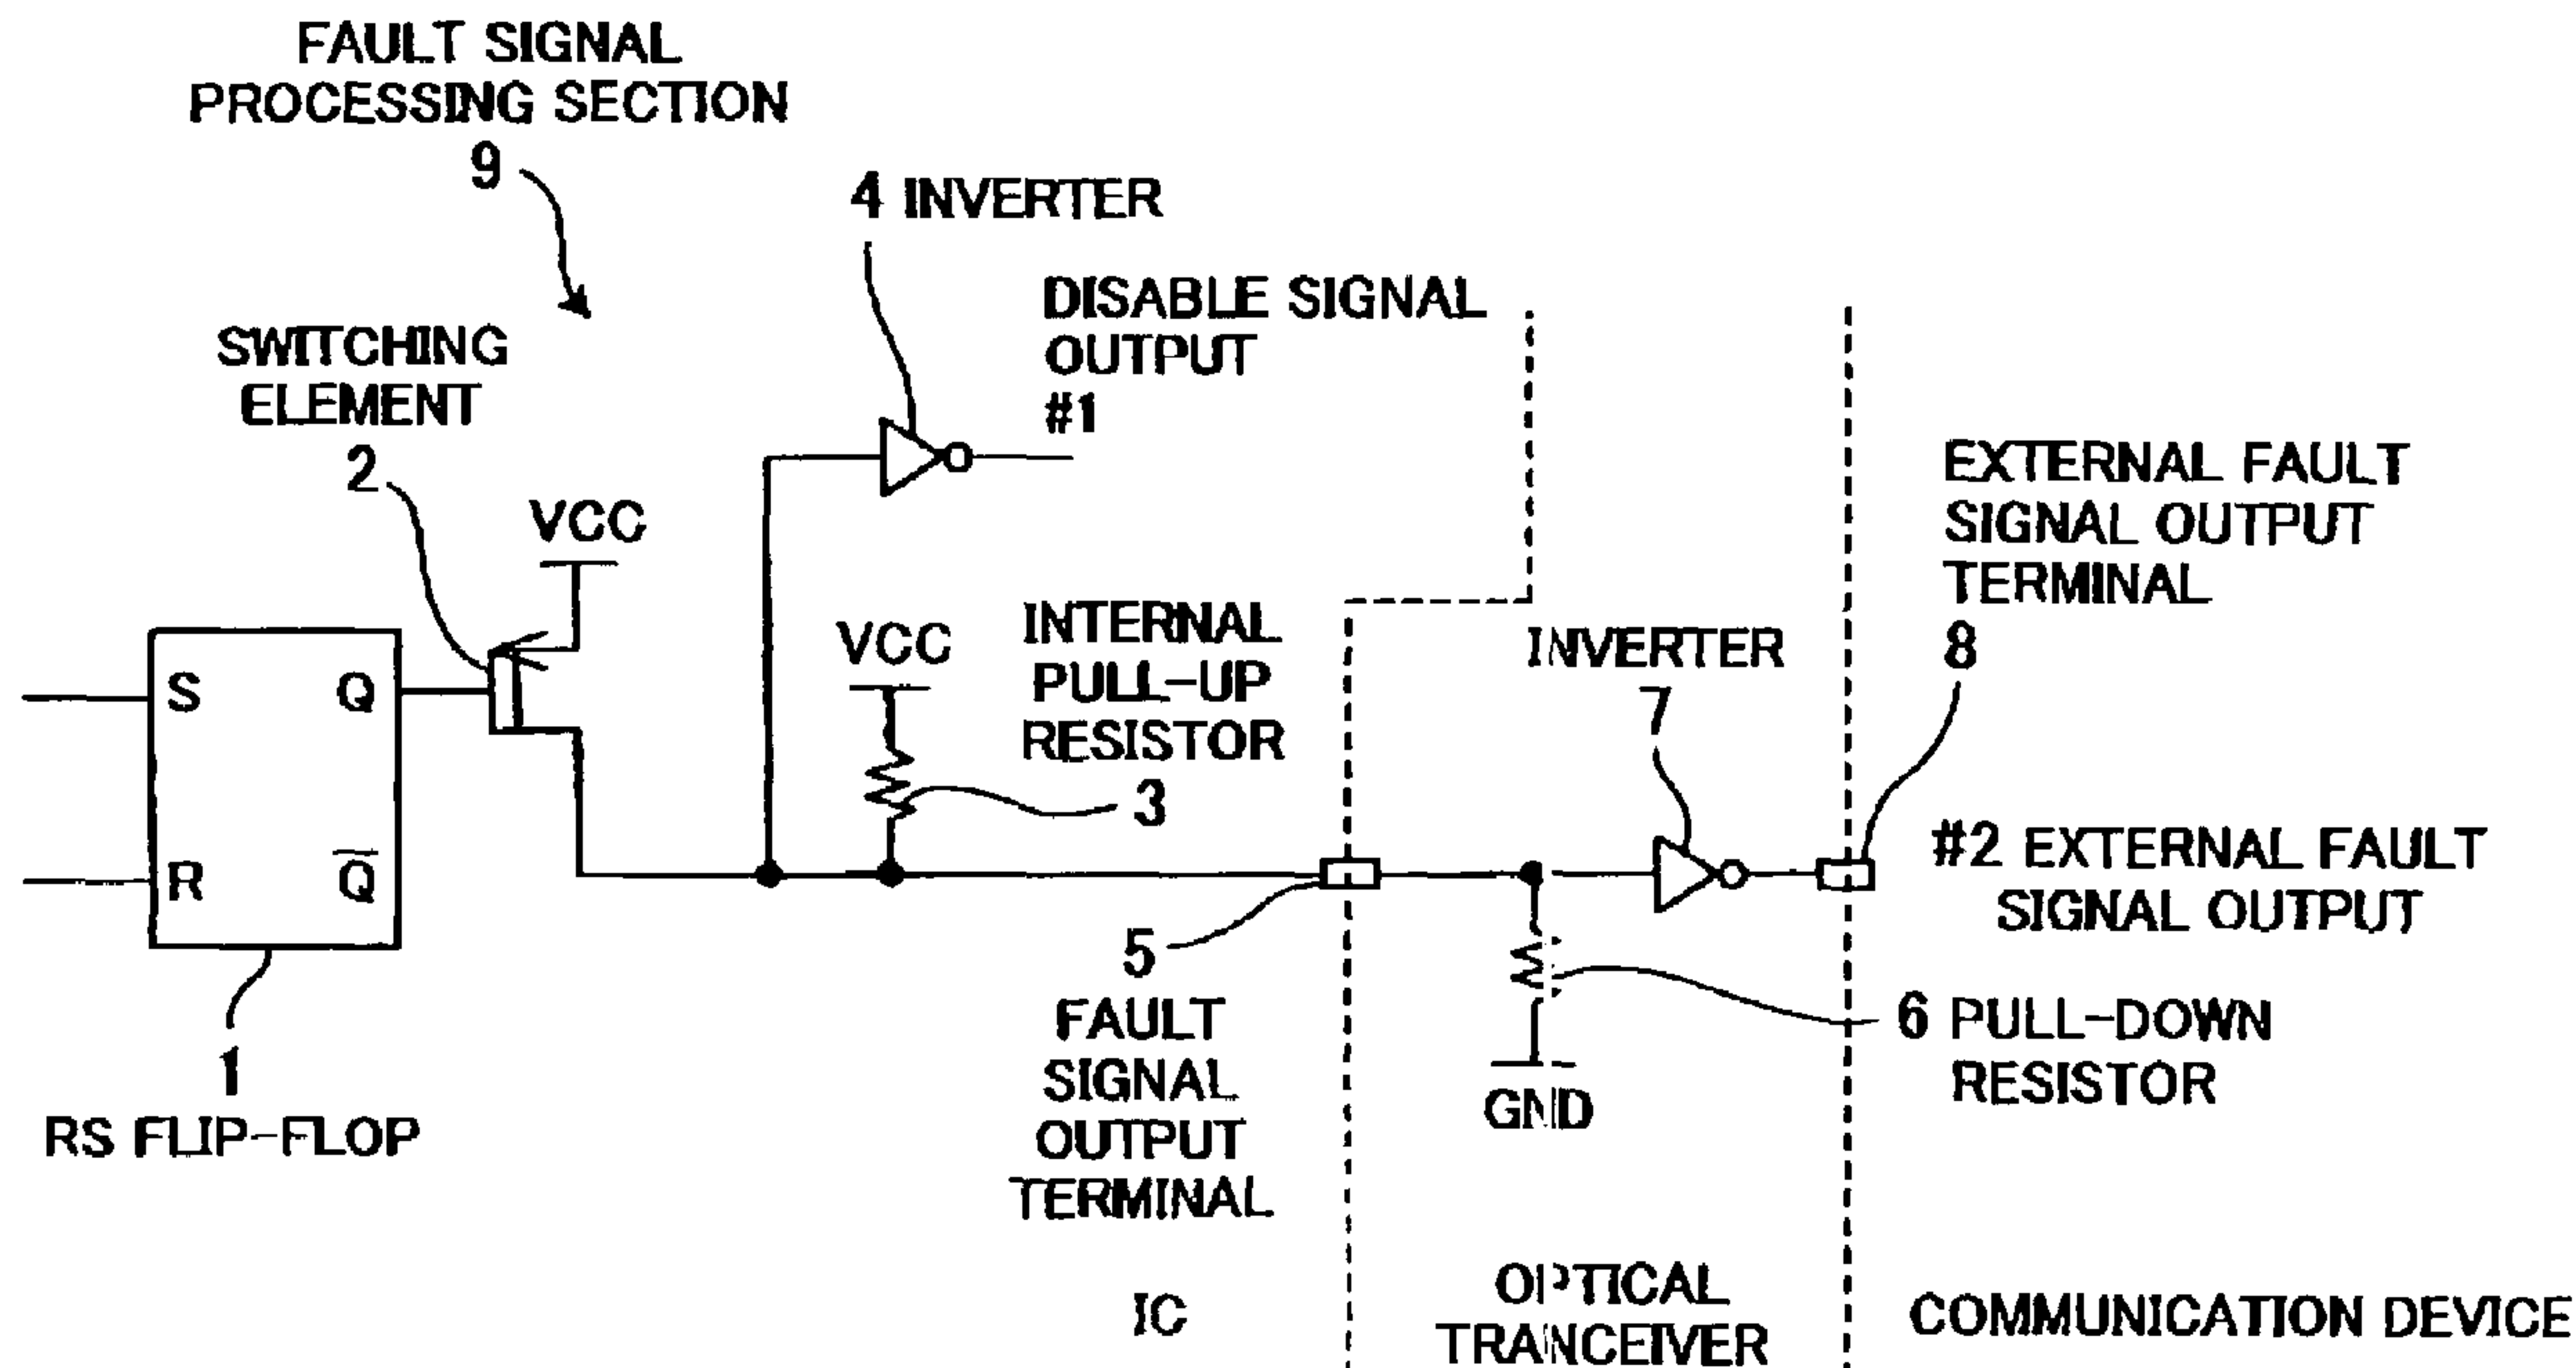 FAULT SIGNAL
PROCESSING SECTION
9
4 INVERTER
DISABLE SIGNAL
OUTPUT
#1
SWITCHING
ELEMENT
2
VCC
EXTERNAL FAULT
SIGNAL OUTPUT
TERMINAL
8
VCC
INTERNAL
PULL-UP
RESISTOR
3
INVERTER
7
S
Q
R
Q̅
#2 EXTERNAL FAULT
SIGNAL OUTPUT
5
FAULT
SIGNAL
OUTPUT
TERMINAL
6 PULL-DOWN
RESISTOR
GND
1
RS FLIP-FLOP
IC
OPTICAL
TRANCEIVER
COMMUNICATION DEVICE